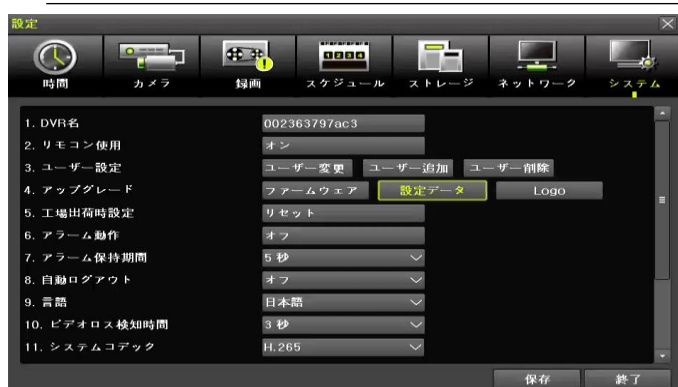 設定
時間 カメラ 録画 スケジュール ストレージ ネットワーク システム
1. DVR名 002363797ac3
2. リモコン使用 オン
3. ユーザー設定 ユーザー変更 ユーザー追加 ユーザー削除
4. アップグレード ファームウェア 設定データ Logo
5. 工場出荷時設定 リセット
6. アラーム動作 オフ
7. アラーム保持期間 5 秒
8. 自動ログアウト オフ
9. 言語 日本語
10. ビデオロス検知時間 3 秒
11. システムコデック H.265
保存 終了